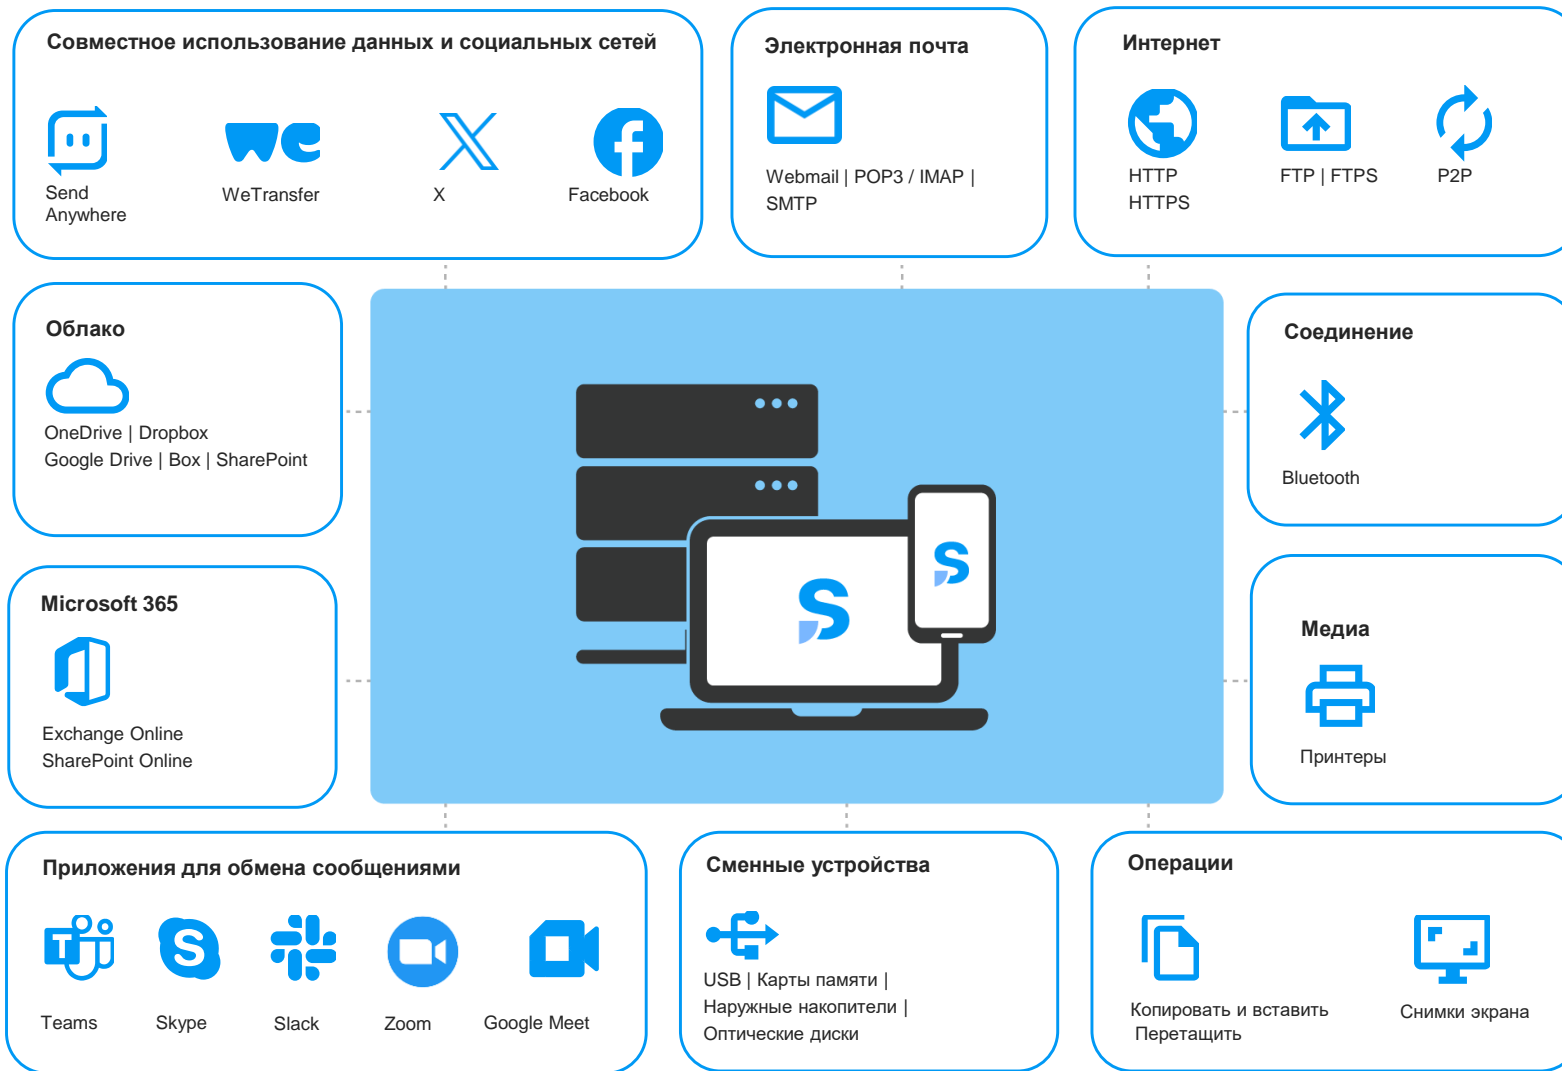 Совместное использование данных и социальных сетей
Send
Anywhere
WeTransfer
X
Facebook
Электронная почта
Webmail | POP3 / IMAP |
SMTP
Интернет
HTTP
HTTPS
FTP | FTPS
P2P
Облако
OneDrive | Dropbox
Google Drive | Box | SharePoint
Соединение
Bluetooth
Microsoft 365
Exchange Online
SharePoint Online
Медиа
Принтеры
Приложения для обмена сообщениями
Teams
Skype
Slack
Zoom
Google Meet
Сменные устройства
USB | Карты памяти |
Наружные накопители |
Оптические диски
Операции
Копировать и вставить
Перетащить
Снимки экрана